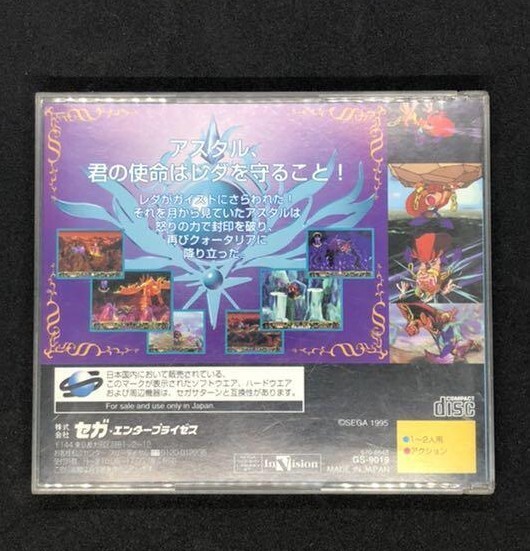 アスタル、
君の使命はレダを守ること！
レダがガイストにさらわれた！
それを月から見ていたアスタルは
怒りの力で封印を破り、
再びクォータリアに
降り立った。
日本国内において販売されている、
このマークが表示されたソフトウエア、ハードウエア
および周辺機器は、セガサターンと互換性があります。
For sale and use only in Japan
株式会社 セガ・エンタープライゼス
InVision
©SEGA 1995
GS-9019
MADE IN JAPAN
COMPACT
disc
●1～2人用
●アクション